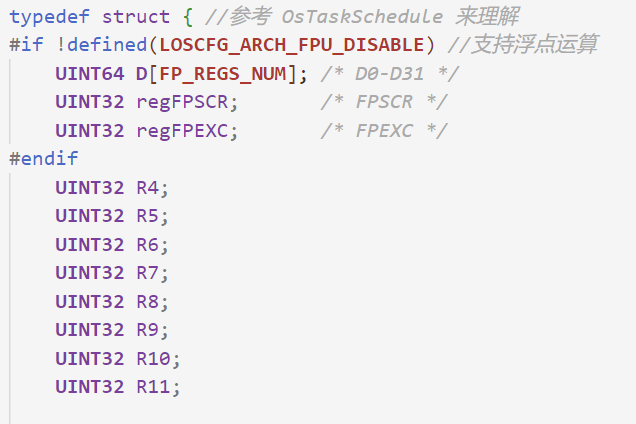 typedef struct { //参考 OsTaskSchedule 来理解
#if !defined(LOSCFG_ARCH_FPU_DISABLE) //支持浮点运算
    UINT64 D[FP_REGS_NUM]; /* D0-D31 */
    UINT32 regFPSCR;       /* FPSCR */
    UINT32 regFPEXC;       /* FPEXC */
#endif
    UINT32 R4;
    UINT32 R5;
    UINT32 R6;
    UINT32 R7;
    UINT32 R8;
    UINT32 R9;
    UINT32 R10;
    UINT32 R11;